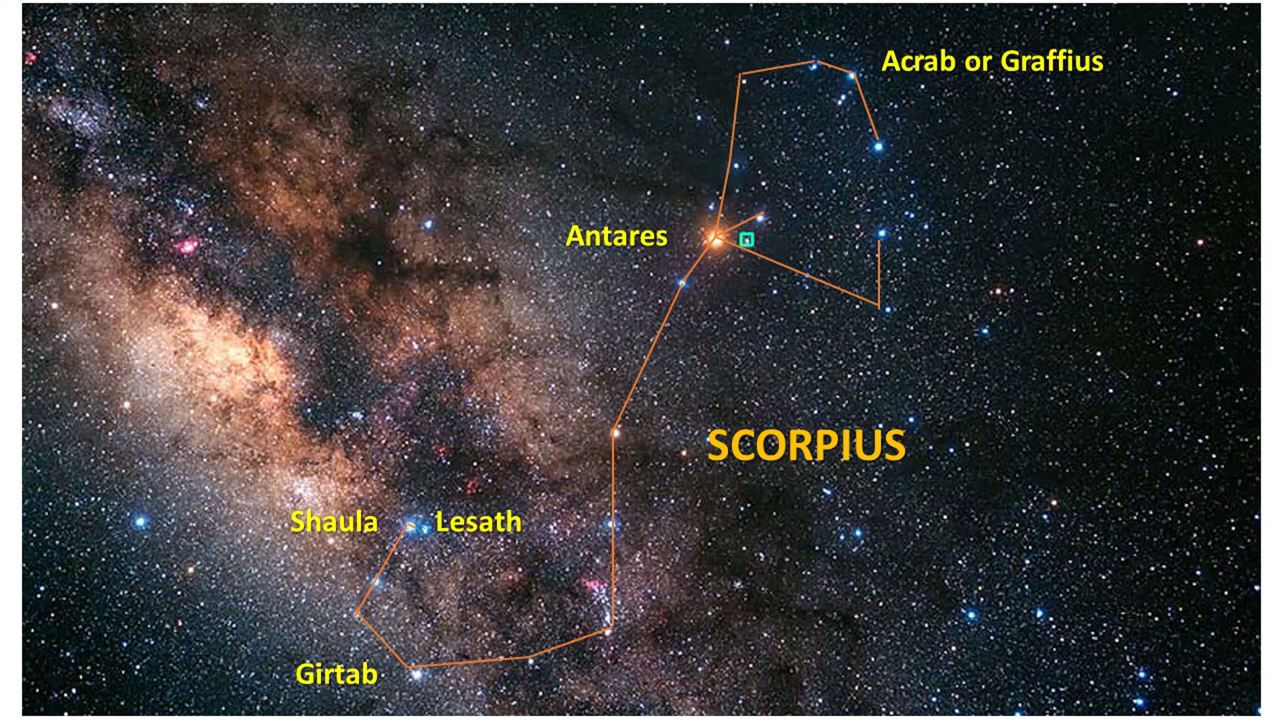 Acrab or Graffius
Antares
SCORPIUS
Shaula
Lesath
Girtab